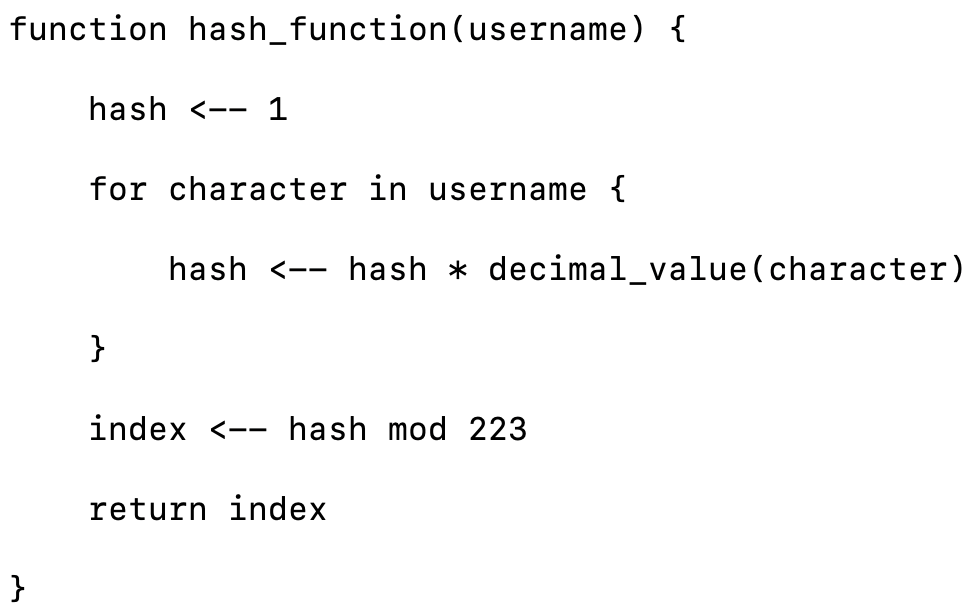 function hash_function(username) {
    hash <-- 1
    for character in username {
        hash <-- hash * decimal_value(character)
    }
    index <-- hash mod 223
    return index
}